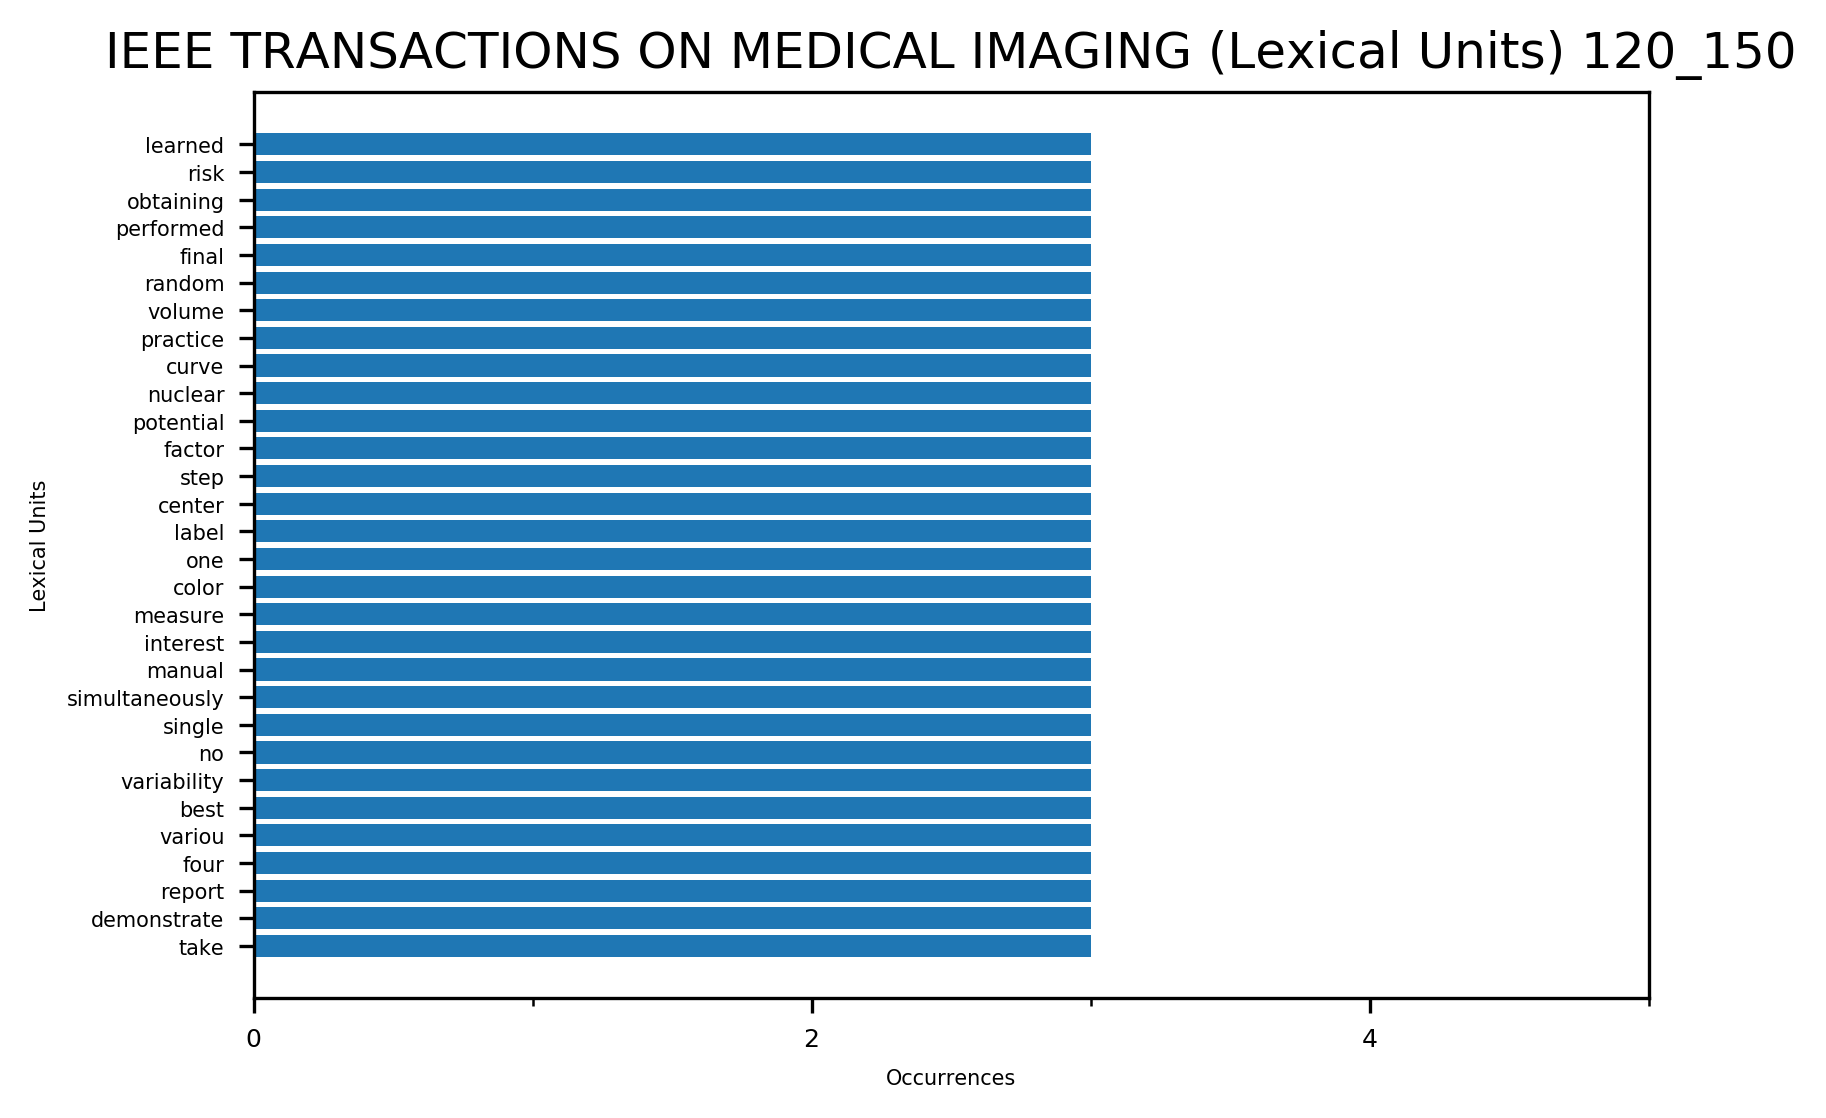 IEEE TRANSACTIONS ON MEDICAL IMAGING (Lexical Units) 120_150
Lexical Units
learned
risk
obtaining
performed
final
random
volume
practice
curve
nuclear
potential
factor
step
center
label
one
color
measure
interest
manual
simultaneously
single
no
variability
best
variou
four
report
demonstrate
take
0 2 4
Occurrences